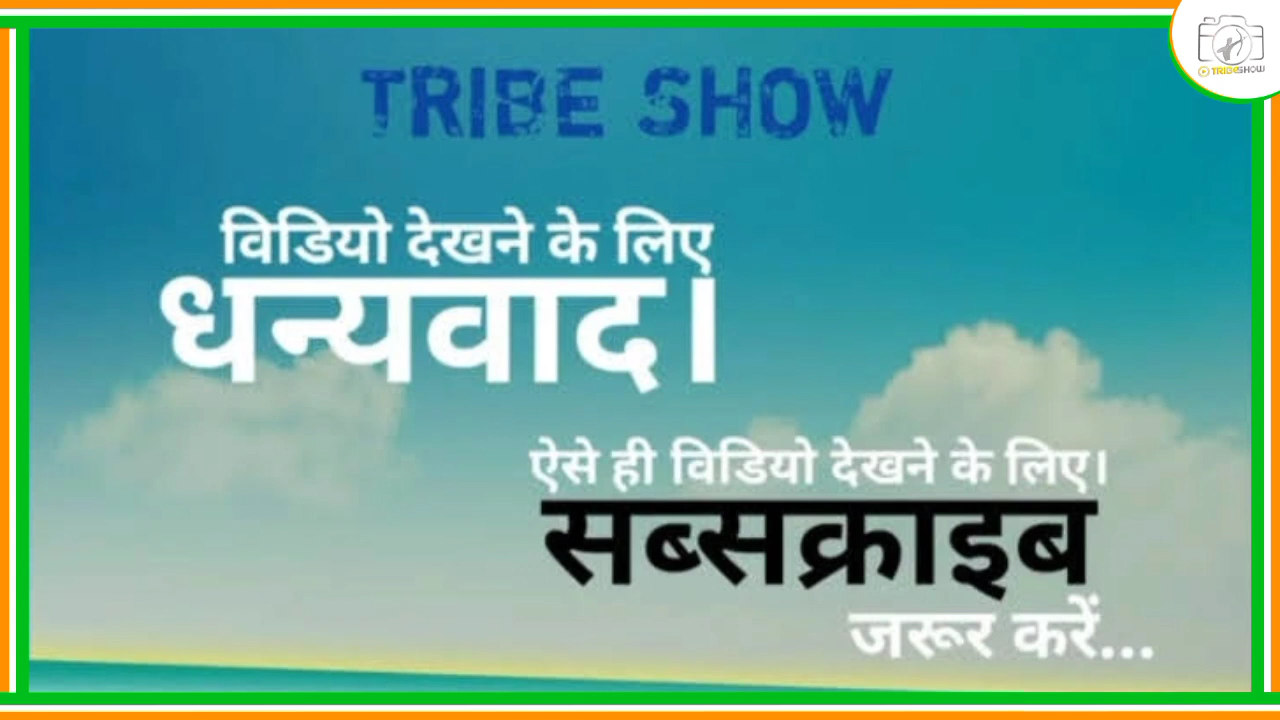 TRIBESHOW
TRIBE SHOW
विडियो देखने के लिए
धन्यवाद।
ऐसे ही विडियो देखने के लिए।
सब्सक्राइब
जरूर करें...